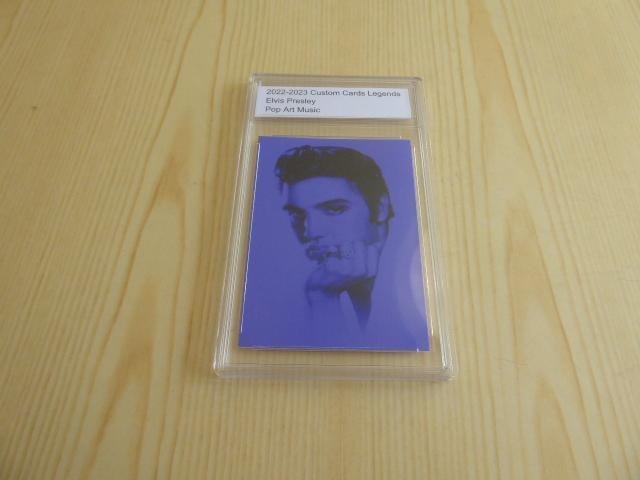 2022-2023 Custom Cards Legends
Elvis Presley
Pop Art Music